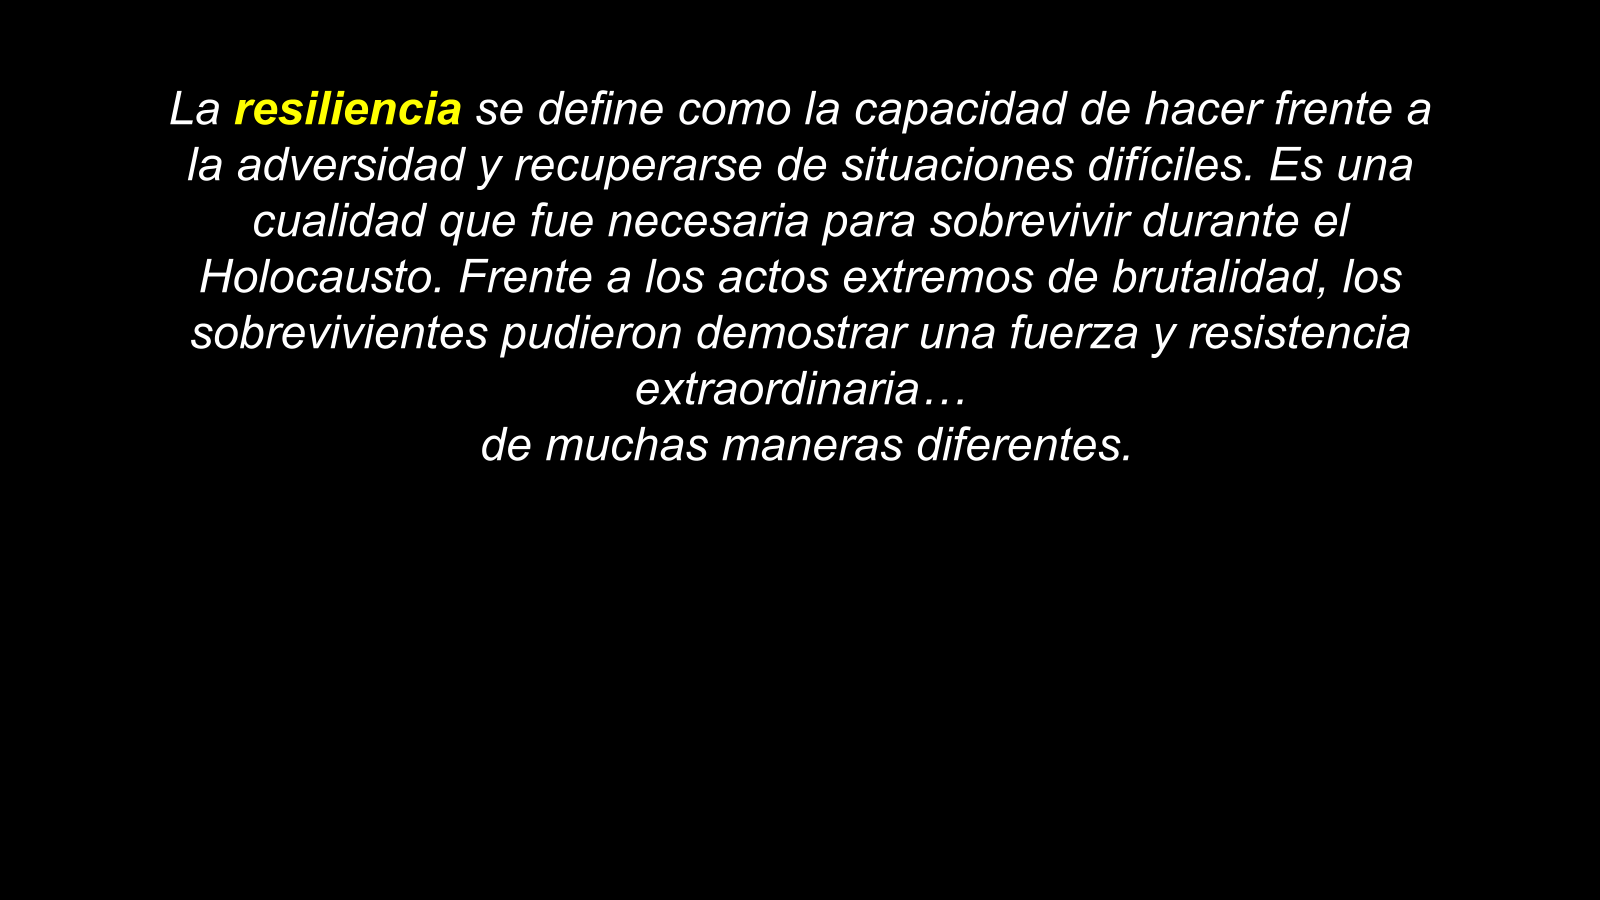 La resiliencia se define como la capacidad de hacer frente a
la adversidad y recuperarse de situaciones difíciles. Es una
cualidad que fue necesaria para sobrevivir durante el
Holocausto. Frente a los actos extremos de brutalidad, los
sobrevivientes pudieron demostrar una fuerza y resistencia
extraordinaria…
de muchas maneras diferentes.